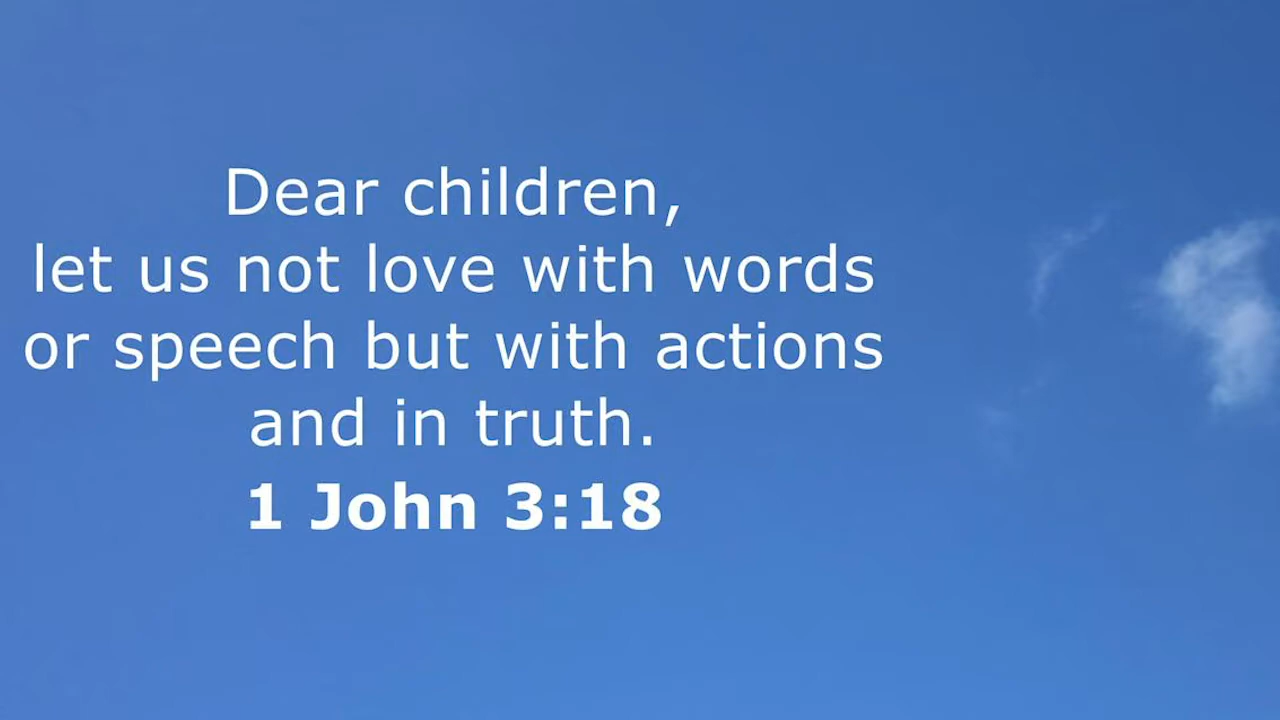 Dear children,
let us not love with words
or speech but with actions
and in truth.
1 John 3:18